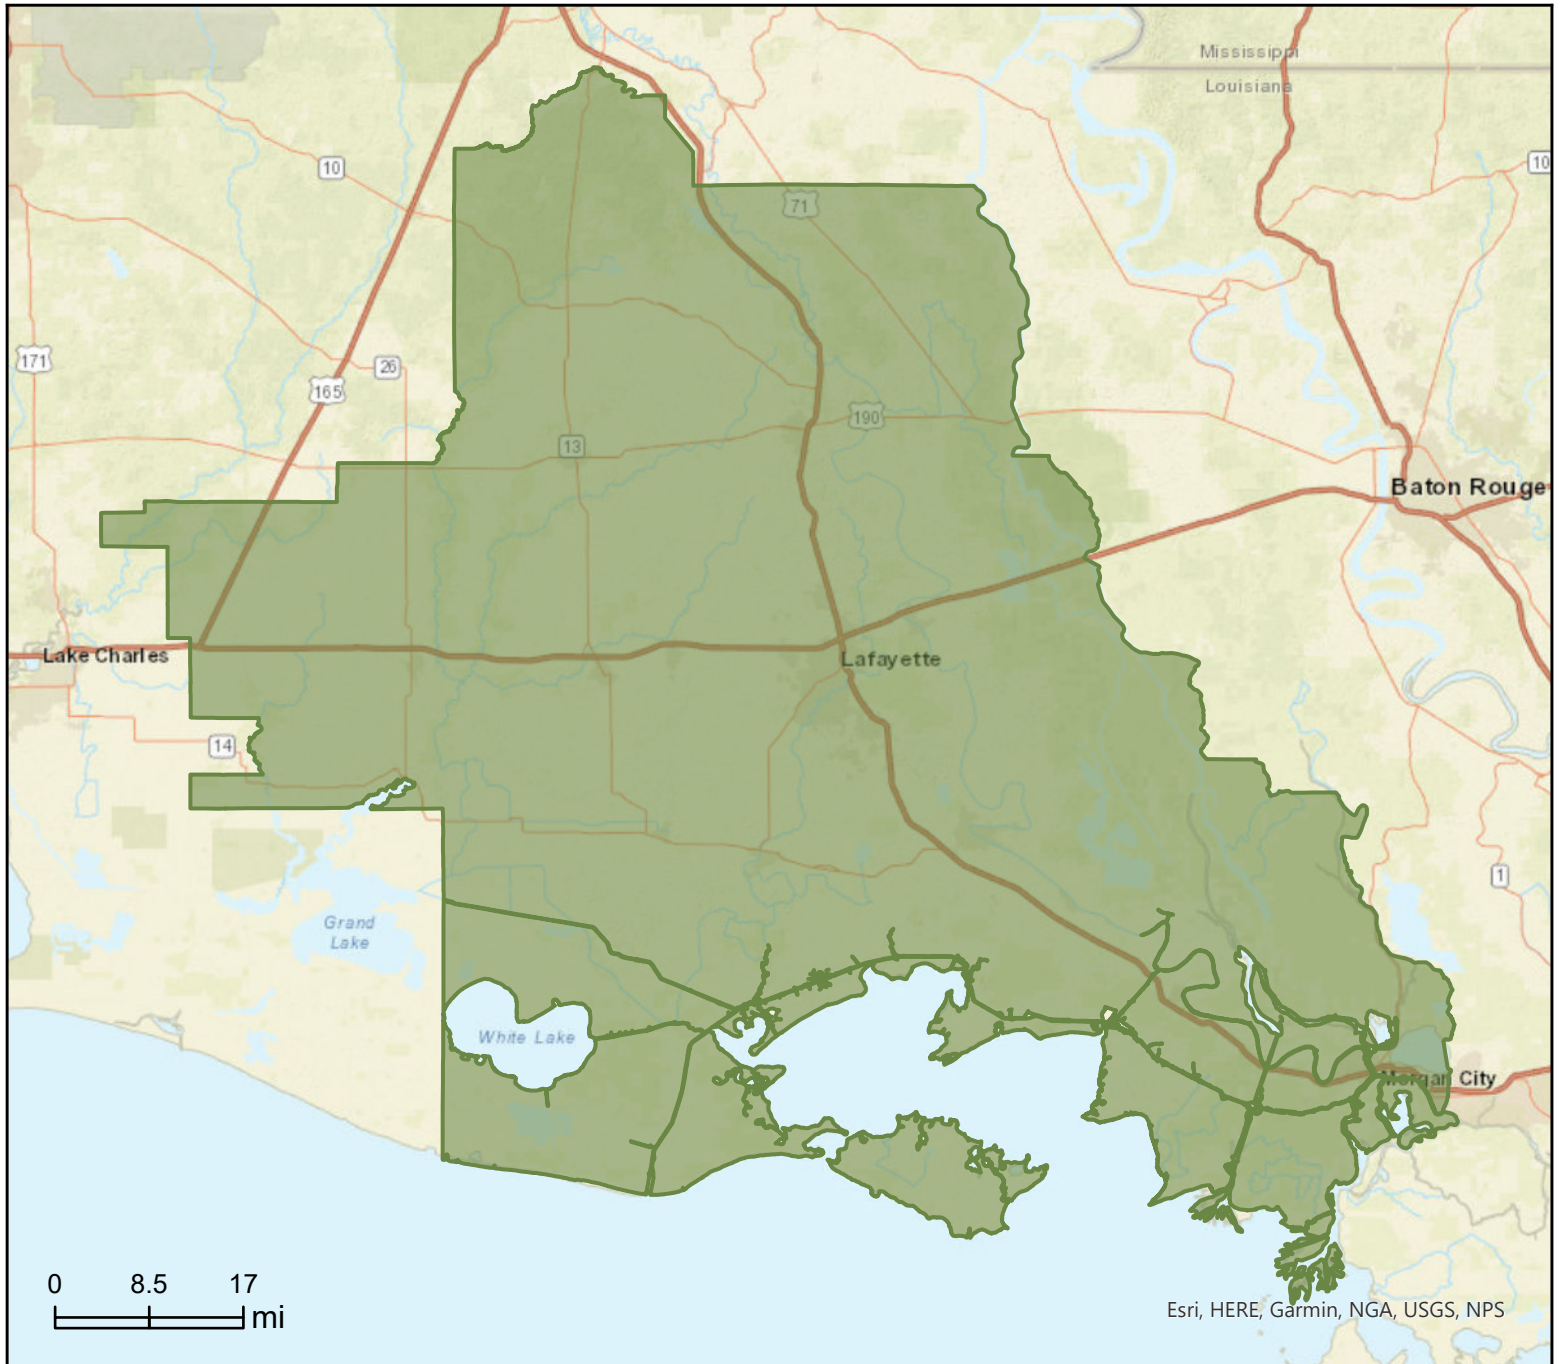 Mississippi
Louisiana
10
10
71
171
26
165
190
13
Baton Rouge
Lake Charles
Lafayette
14
1
Grand
Lake
White Lake
Morgan City
0 8.5 17
mi
Esri, HERE, Garmin, NGA, USGS, NPS